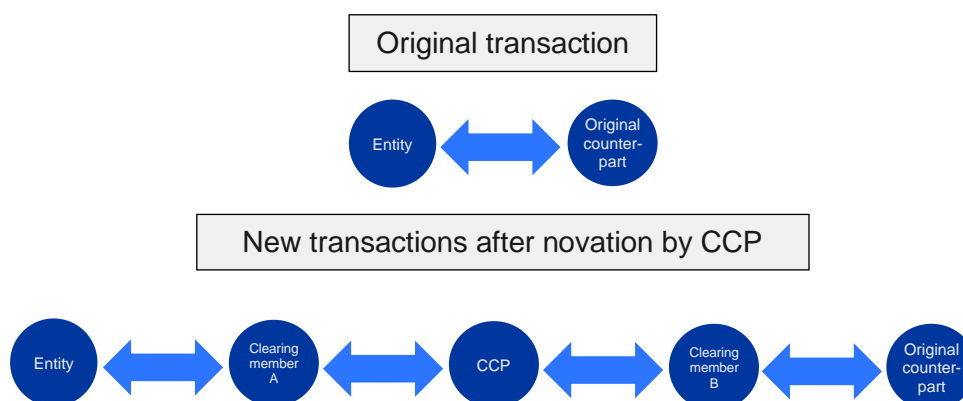 Original transaction
Entity
Original
counter-
part
New transactions after novation by CCP
Entity
Clearing
member
A
CCP
Clearing
member
B
Original
counter-
part